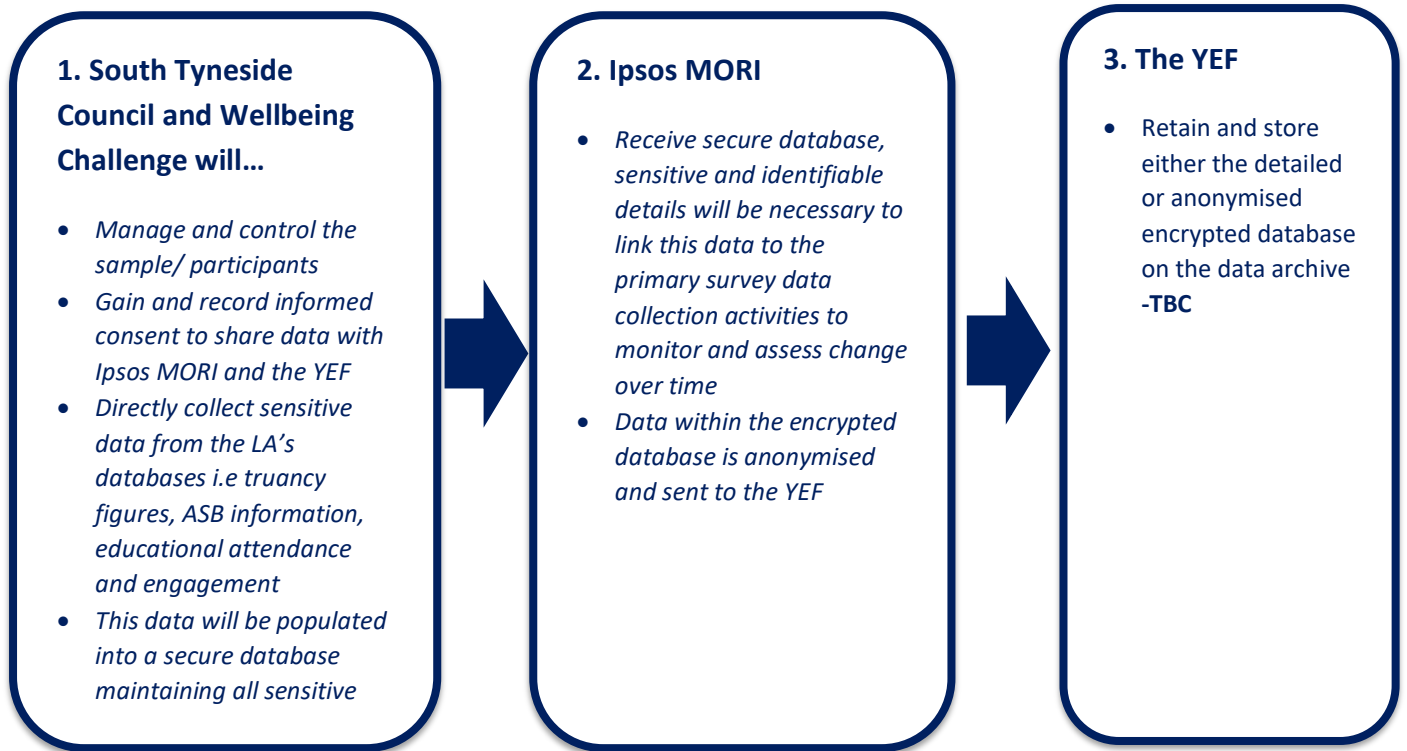 1. South Tyneside
Council and Wellbeing
Challenge will…
• Manage and control the
sample/ participants
• Gain and record informed
consent to share data with
Ipsos MORI and the YEF
• Directly collect sensitive
data from the LA’s
databases i.e truancy
figures, ASB information,
educational attendance
and engagement
• This data will be populated
into a secure database
maintaining all sensitive
2. Ipsos MORI
• Receive secure database,
sensitive and identifiable
details will be necessary to
link this data to the
primary survey data
collection activities to
monitor and assess change
over time
• Data within the encrypted
database is anonymised
and sent to the YEF
3. The YEF
• Retain and store
either the detailed
or anonymised
encrypted database
on the data archive
-TBC